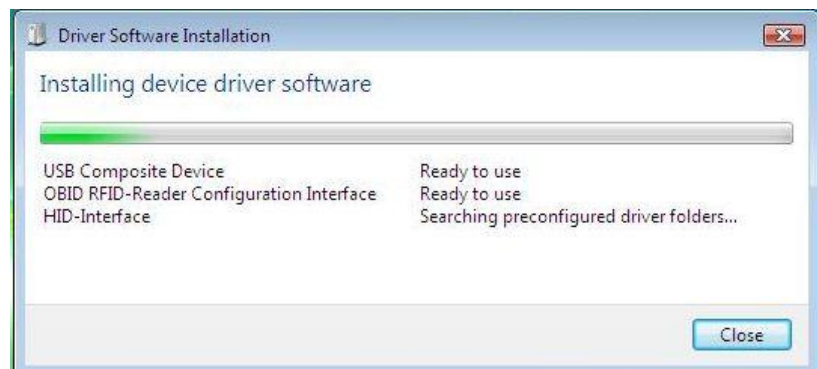 Driver Software Installation
Installing device driver software
USB Composite Device Ready to use
OBID RFID-Reader Configuration Interface Ready to use
HID-Interface Searching preconfigured driver folders...
Close